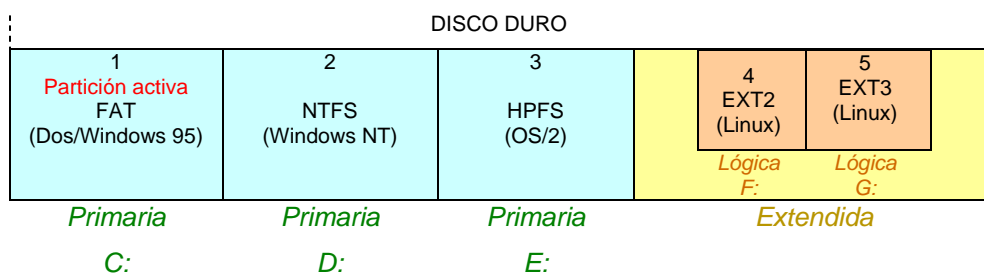 DISCO DURO
1
Partición activa
FAT
(Dos/Windows 95)
2
NTFS
(Windows NT)
3
HPFS
(OS/2)
4
EXT2
(Linux)
5
EXT3
(Linux)
Lógica
F:
Lógica
G:
Primaria
Primaria
Primaria
Extendida
C:
D:
E: